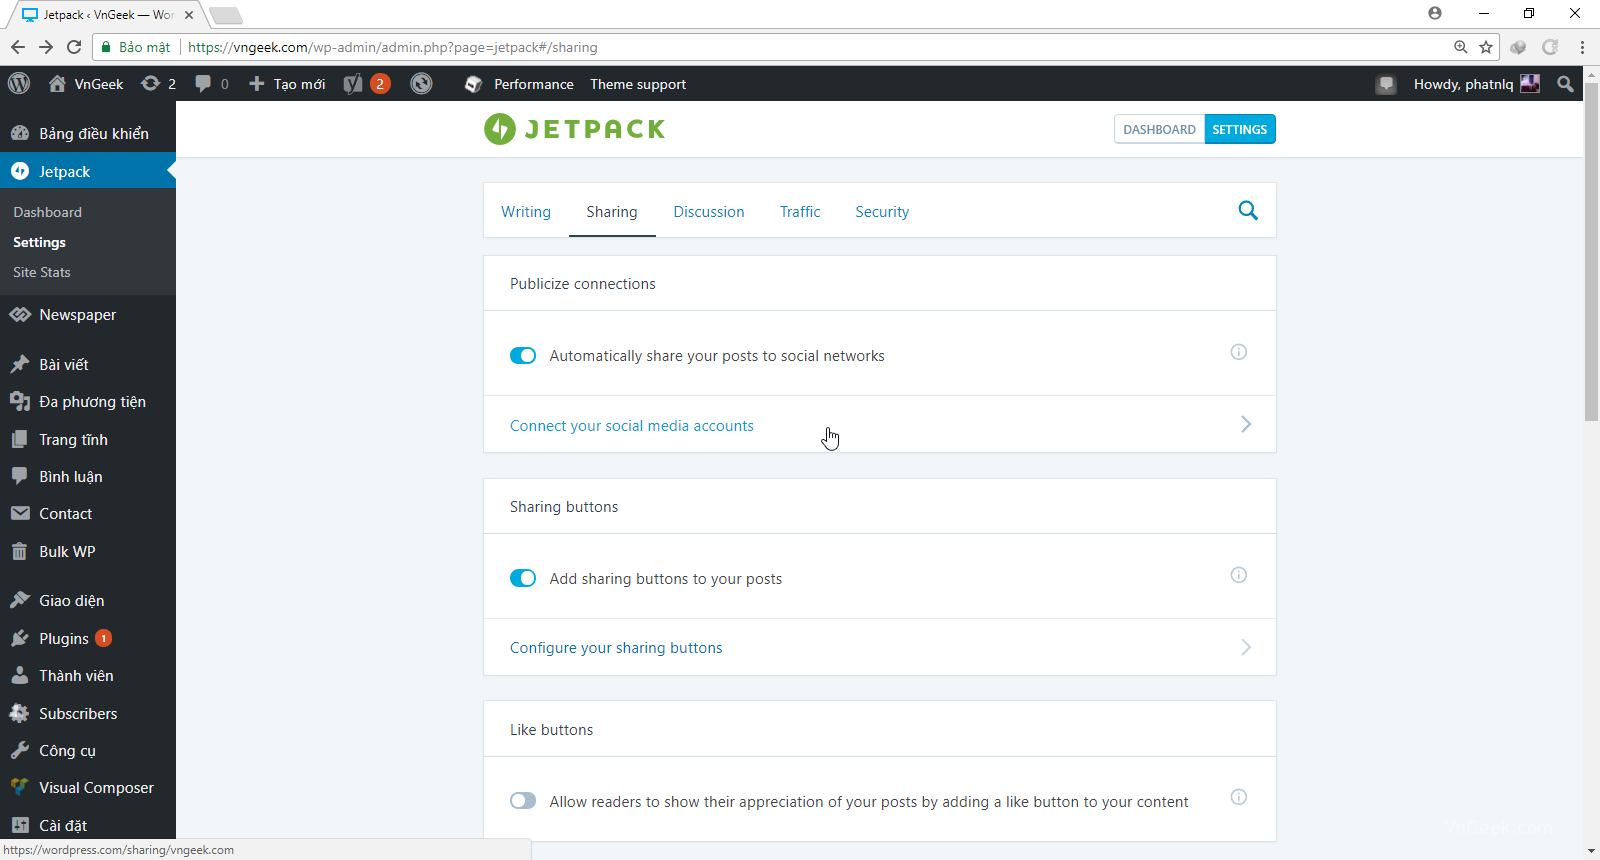 Jetpack ‹ VnGeek — Wor
Bảo mật
https://vngeek.com/wp-admin/admin.php?page=jetpack#/sharing
VnGeek 2 0 Tạo mới 2 Performance Theme support Howdy, phatnlq
Bảng điều khiển
Jetpack
Dashboard
Settings
Site Stats
Newspaper
Bài viết
Đa phương tiện
Trang tĩnh
Bình luận
Contact
Bulk WP
Giao diện
Plugins 1
Thành viên
Subscribers
Công cụ
Visual Composer
Cài đặt
JETPACK
DASHBOARD SETTINGS
Writing Sharing Discussion Traffic Security
Publicize connections
Automatically share your posts to social networks
Connect your social media accounts
Sharing buttons
Add sharing buttons to your posts
Configure your sharing buttons
Like buttons
Allow readers to show their appreciation of your posts by adding a like button to your content
VnGeek.com
https://wordpress.com/sharing/vngeek.com